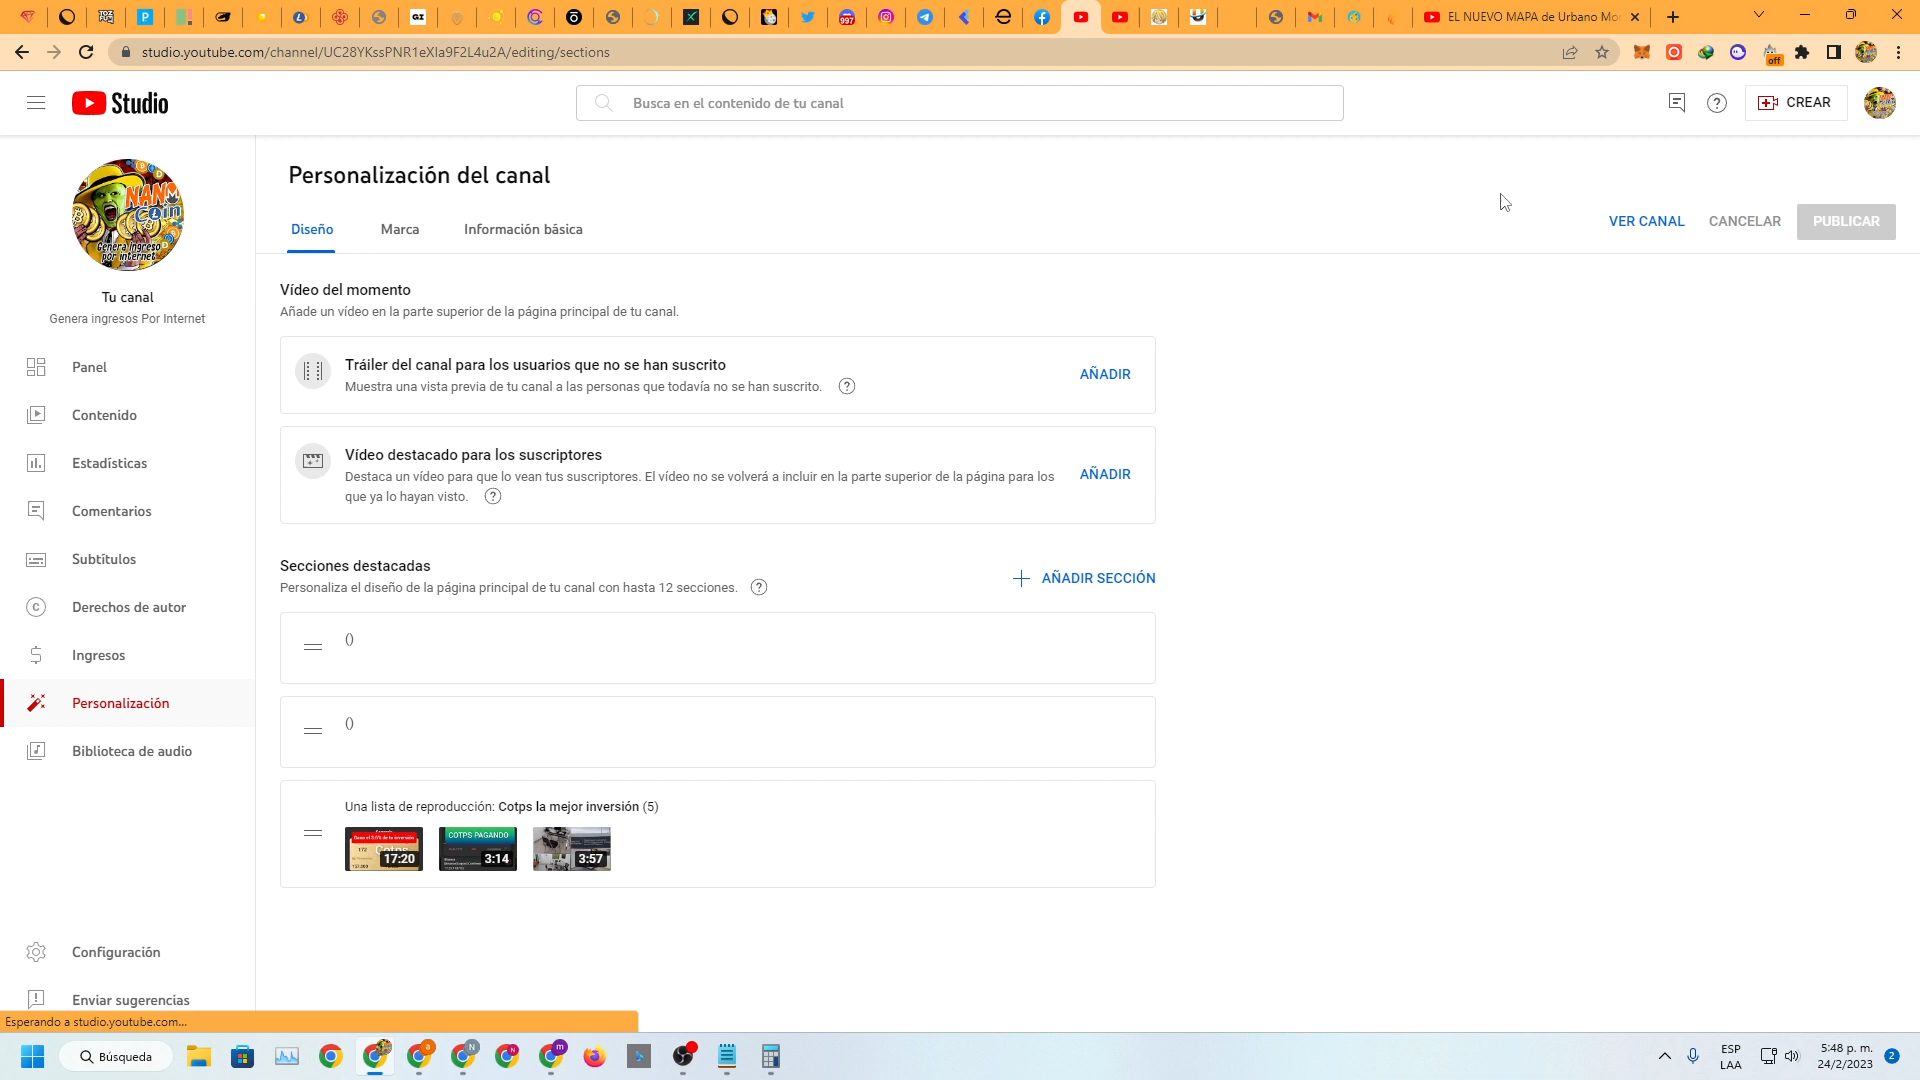 EL NUEVO MAPA de Urbano Mo
studio.youtube.com/channel/UC28YKssPNR1eXIa9F2L4u2A/editing/sections
off
Studio
Busca en el contenido de tu canal
CREAR
NANO
COiN
Genera ingreso
por internet
Tu canal
Genera ingresos Por Internet
Personalización del canal
Diseño
Marca
Información básica
VER CANAL
CANCELAR
PUBLICAR
Vídeo del momento
Añade un vídeo en la parte superior de la página principal de tu canal.
Tráiler del canal para los usuarios que no se han suscrito
Muestra una vista previa de tu canal a las personas que todavía no se han suscrito.
AÑADIR
Vídeo destacado para los suscriptores
Destaca un vídeo para que lo vean tus suscriptores. El vídeo no se volverá a incluir en la parte superior de la página para los
que ya lo hayan visto.
AÑADIR
Secciones destacadas
Personaliza el diseño de la página principal de tu canal con hasta 12 secciones.
AÑADIR SECCIÓN
()
()
Una lista de reproducción: Cotps la mejor inversión (5)
17:20
COTPS PAGANDO
3:14
3:57
Panel
Contenido
Estadísticas
Comentarios
Subtítulos
Derechos de autor
Ingresos
Personalización
Biblioteca de audio
Configuración
Enviar sugerencias
Esperando a studio.youtube.com...
Búsqueda
ESP
LAA
5:48 p. m.
24/2/2023
2